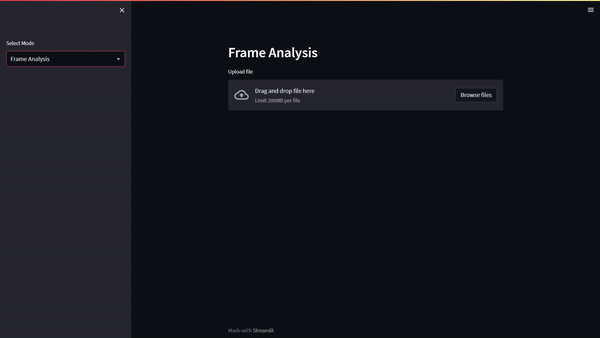 Select Mode
Frame Analysis
Frame Analysis
Upload file
Drag and drop file here
Limit 200MB per file
Browse files
Made with Streamlit